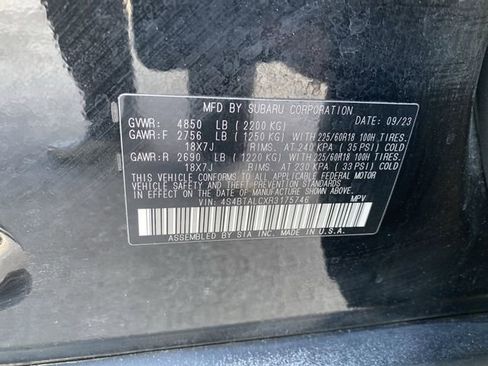 MFD BY SUBARU CORPORATION
GVWR: 4850 LB (2200 KG) DATE: 09/23
GAWR:F 2756 LB (1250 KG) WITH 225/60R18 100H TIRES.
18X7J RIMS. AT 240 KPA (35 PSI) COLD
GAWR:R 2690 LB (1220 KG) WITH 225/60R18 100H TIRES.
18X7J RIMS. AT 230 KPA (33 PSI) COLD
THIS VEHICLE CONFORMS TO ALL APPLICABLE FEDERAL MOTOR
VEHICLE SAFETY AND THEFT PREVENTION STANDARDS IN EFFECT
ON THE DATE OF MANUFACTURE SHOWN ABOVE.
VIN: 4S4BTALCXR3175746 MPV
ASSEMBLED BY SIA INC. MADE IN U.S.A.